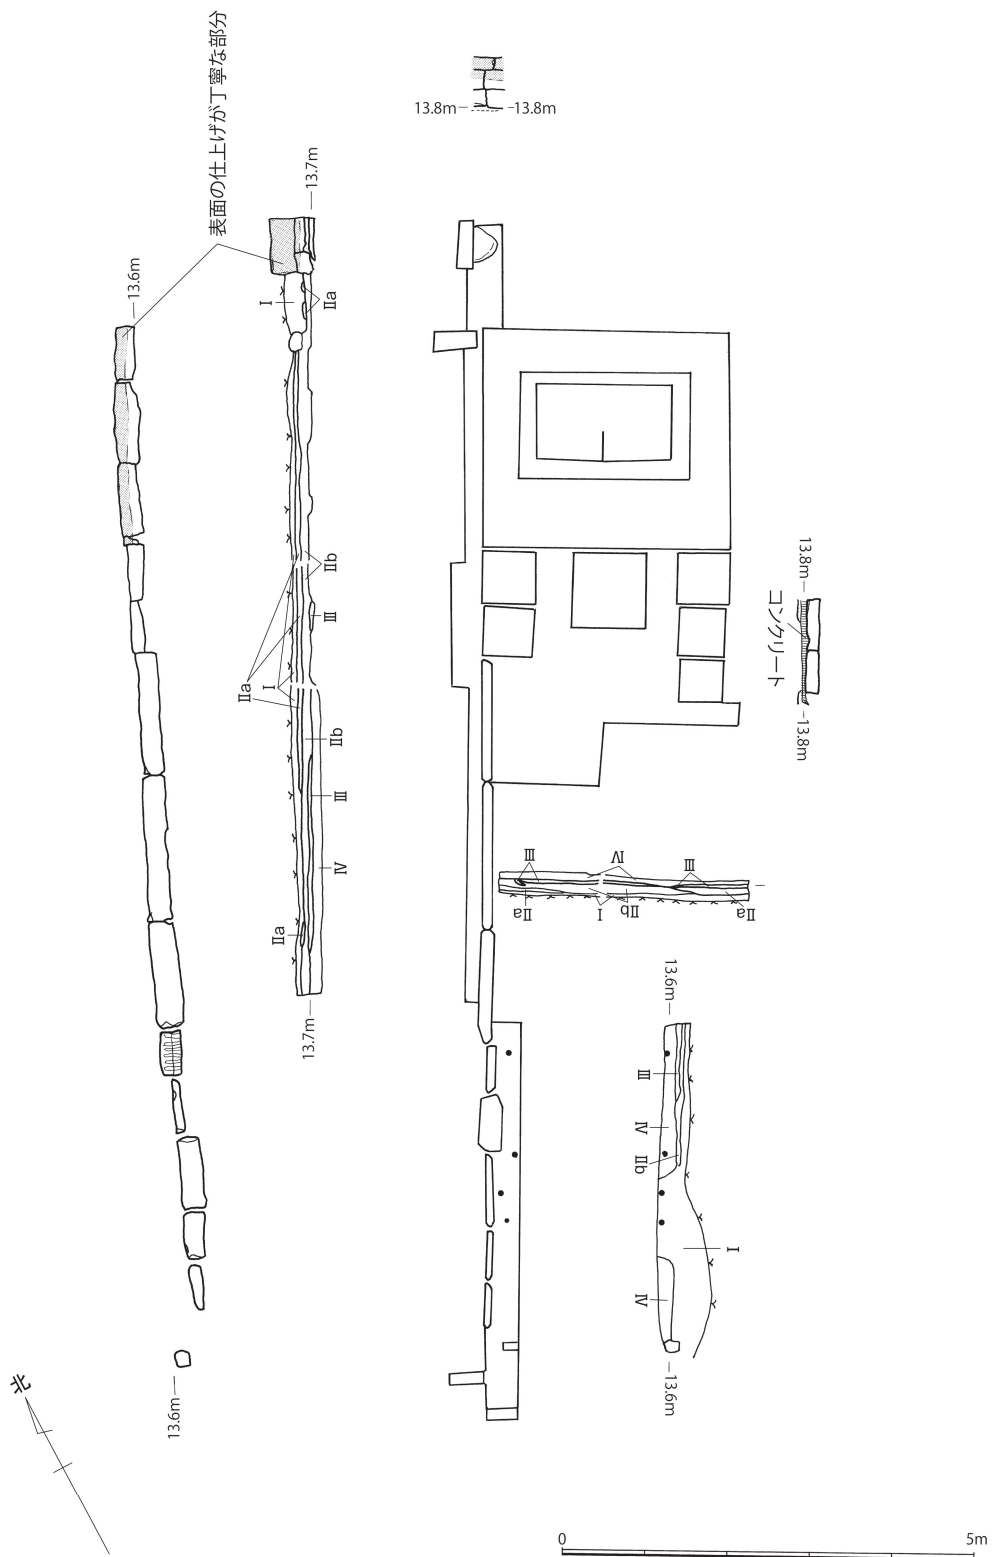 表面の仕上げが丁寧な部分
13.8m
13.8m
13.7m
13.6m
Ⅰ
Ⅱa
Ⅱb
Ⅲ
Ⅱa
Ⅰ
Ⅱb
Ⅲ
Ⅳ
Ⅱa
13.7m
13.8m
コンクリート
13.8m
Ⅲ
Ⅳ
Ⅲ
Ⅱa
Ⅰ
Ⅱb
Ⅱa
13.6m
Ⅲ
Ⅳ
Ⅱb
Ⅰ
Ⅳ
13.6m
13.6m
北
0
5m